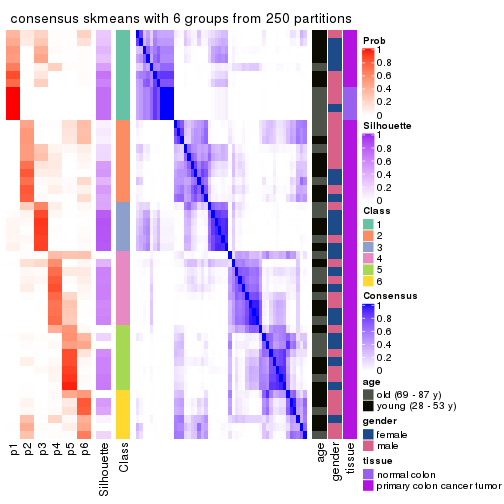 consensus skmeans with 6 groups from 250 partitions
Prob
1
0.8
0.6
0.4
0.2
0
Silhouette
1
0.8
0.6
0.4
0.2
0
Class
1
2
3
4
5
6
Consensus
1
0.8
0.6
0.4
0.2
0
age
old (69 - 87 y)
young (28 - 53 y)
gender
female
male
tissue
normal colon
primary colon cancer tumor
p1
p2
p3
p4
p5
p6
Silhouette
Class
age
gender
tissue